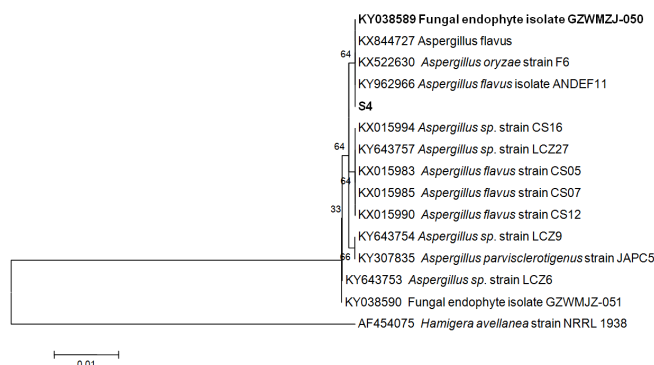 KY038589 Fungal endophyte isolate GZWMZJ-050
64
KX844727 Aspergillus flavus
KX522630 Aspergillus oryzae strain F6
KY962966 Aspergillus flavus isolate ANDEF11
S4
KX015994 Aspergillus sp. strain CS16
64
KY643757 Aspergillus sp. strain LCZ27
KX015983 Aspergillus flavus strain CS05
64
KX015985 Aspergillus flavus strain CS07
33
KX015990 Aspergillus flavus strain CS12
KY643754 Aspergillus sp. strain LCZ9
66
KY307835 Aspergillus parvisclerotigenus strain JAPC5
KY643753 Aspergillus sp. strain LCZ6
KY038590 Fungal endophyte isolate GZWMJZ-051
AF454075 Hamigera avellanea strain NRRL 1938
0.01